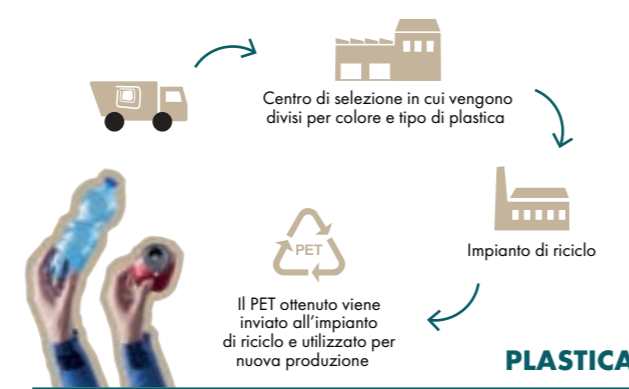 Centro di selezione in cui vengono
divisi per colore e tipo di plastica
Impianto di riciclo
PET
Il PET ottenuto viene
inviato all'impianto
di riciclo e utilizzato per
nuova produzione
PLASTICA